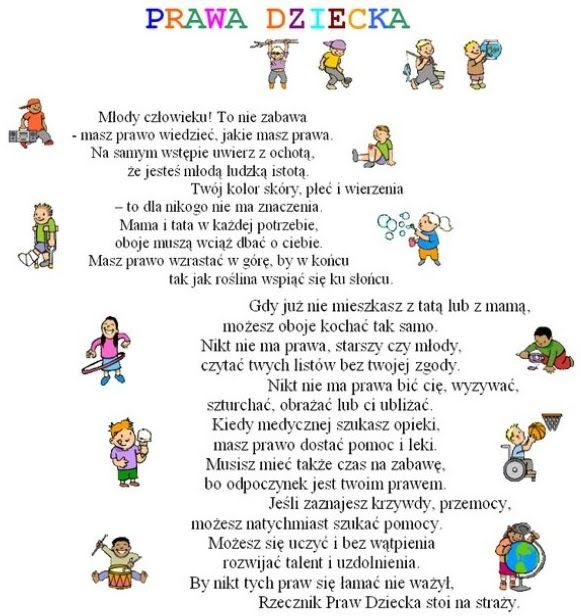 PRAWA DZIECKA
Młody człowieku! To nie zabawa
- masz prawo wiedzieć, jakie masz prawa.
Na samym wstępie uwierz z ochotą,
że jesteś młodą ludzką istotą.
Twój kolor skóry, płeć i wierzenia
– to dla nikogo nie ma znaczenia.
Mama i tata w każdej potrzebie,
oboje muszą wciąż dbać o ciebie.
Masz prawo wzrastać w górę, by w końcu
tak jak roślina wspiąć się ku słońcu.
Gdy już nie mieszkasz z tatą lub z mamą,
możesz oboje kochać tak samo.
Nikt nie ma prawa, starszy czy młody,
czytać twych listów bez twojej zgody.
Nikt nie ma prawa bić cię, wyzywać,
szturchać, obrażać lub ci ubliżać.
Kiedy medycznej szukasz opieki,
masz prawo dostać pomoc i leki.
Musisz mieć także czas na zabawę,
bo odpoczynek jest twoim prawem.
Jeśli zaznajesz krzywdy, przemocy,
możesz natychmiast szukać pomocy.
Możesz się uczyć i bez wątpienia
rozwijać talent i uzdolnienia.
By nikt tych praw się łamać nie ważył,
Rzecznik Praw Dziecka stoi na straży.